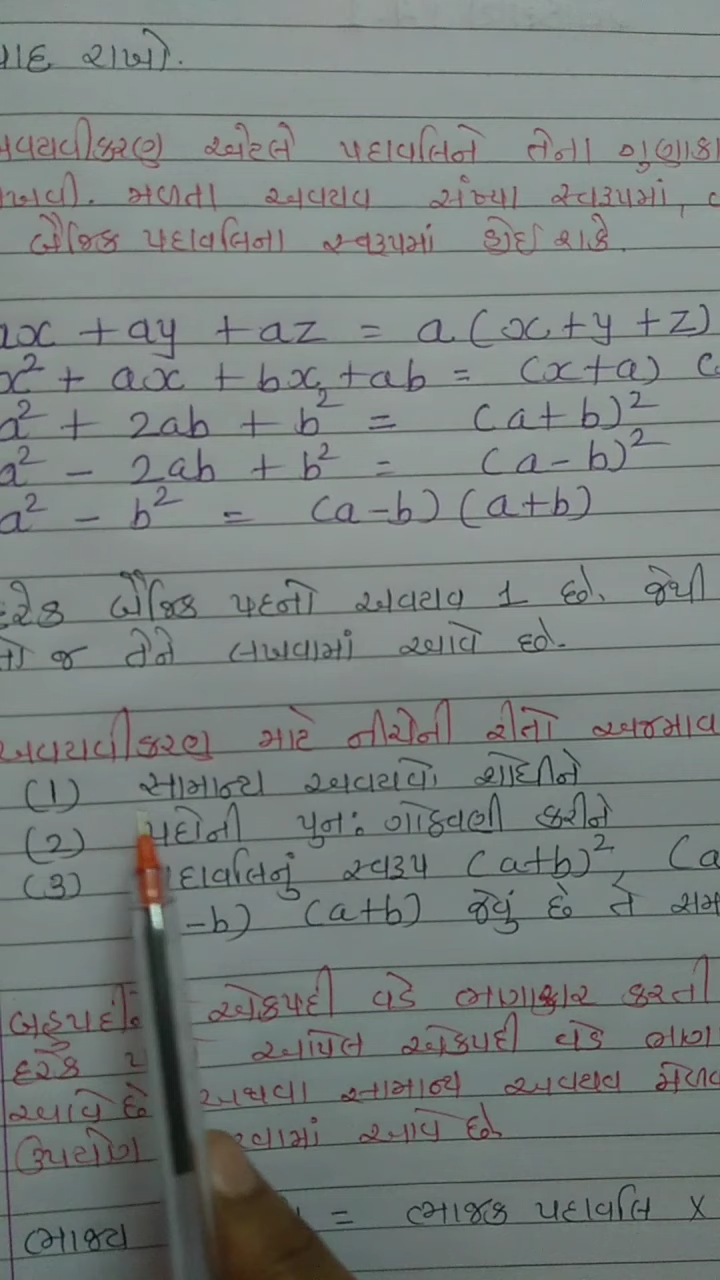 યાદ રાખો.
અવયવીકરણ એટલે પદાવલિને તેના ગુણાકા
મળતા અવયવ સંખ્યા સ્વરૂપમાં,
બૈજિક પદાવલિના સ્વરૂપમાં હોઈ શકે.
ax + ay + az = a (x + y + z)
x² + ax + bx + ab = (x+a) (
a² + 2ab + b² = (a+b)²
a² - 2ab + b² = (a-b)²
a² - b² = (a-b) (a+b)
દરેક બૈજિક પદનો અવયવ 1 છે. જેથી
તો જ તેને લખવામાં આવે છે.
અવયવીકરણ માટે નીચેની રીતો અજમાવ
(1) સામાન્ય અવયવો શોધીને
(2) પદોની પુનઃ ગોઠવણી કરીને
(3) પદાવલિનું સ્વરૂપ (a+b)², (a
-b) (a+b) જેવું છે તે સમ
એકપદી વડે ભાગાકાર કરતી
દરેક આપેલ એકપદી વડે ભાગ
આવે છે અથવા સામાન્ય અવયવ મેળવ
ઉપયોગ કરવામાં આવે છે.
ભાજ્ય = ભાજક પદાવલિ ×